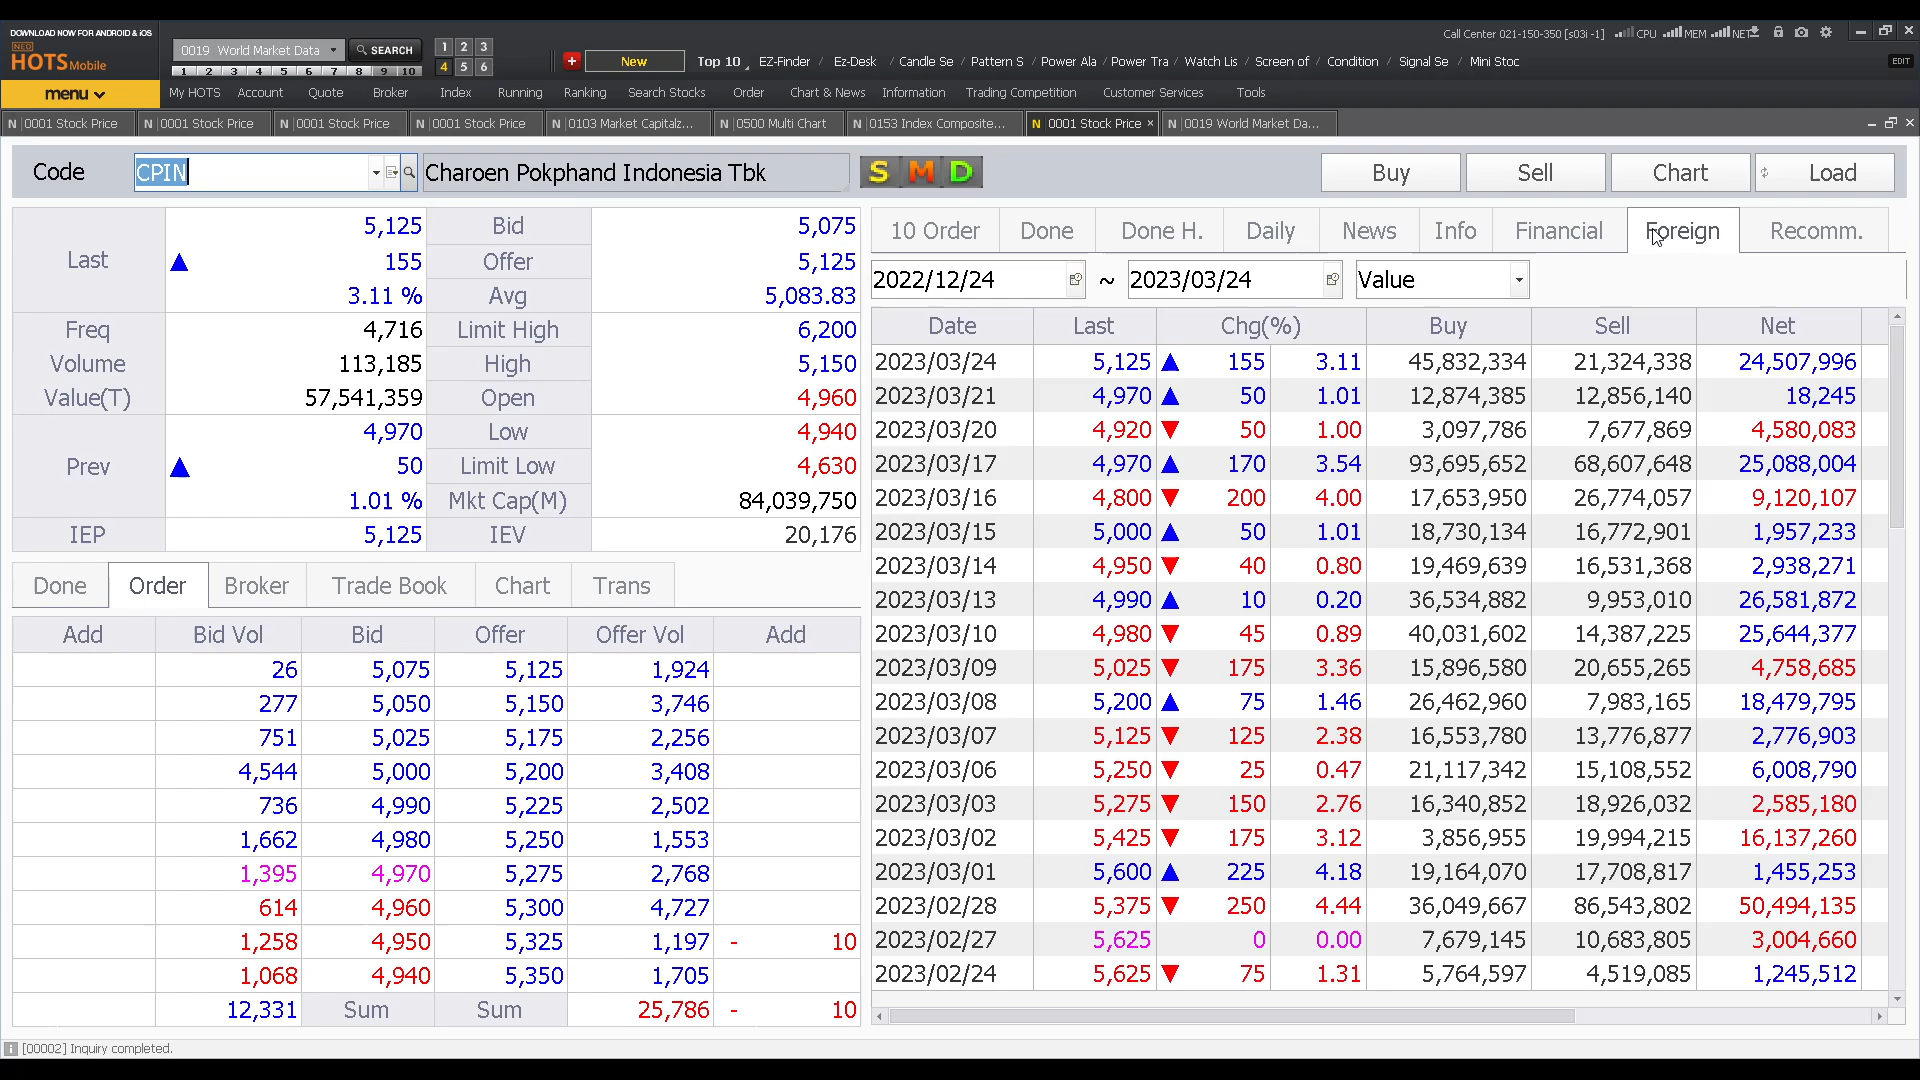 DOWNLOAD NOW FOR ANDROID & iOS
NEO
HOTS Mobile
menu
0019 World Market Data SEARCH
1 2 3 4 5 6 7 8 9 10
1 2 3
4 5 6
Call Center 021-150-350 [s03i -1] CPU MEM NET
New Top 10 EZ-Finder / Ez-Desk / Candle Se / Pattern S / Power Ala / Power Tra / Watch Lis / Screen of / Condition / Signal Se / Mini Stoc EDIT
My HOTS Account Quote Broker Index Running Ranking Search Stocks Order Chart & News Information Trading Competition Customer Services Tools
N 0001 Stock Price N 0001 Stock Price N 0001 Stock Price N 0001 Stock Price N 0103 Market Capitalz... N 0500 Multi Chart N 0153 Index Composite... N 0001 Stock Price × N 0019 World Market Da...
Code CPIN Charoen Pokphand Indonesia Tbk S M D Buy Sell Chart Load
Last 5,125 Bid 5,075
▲ 155 Offer 5,125
3.11 % Avg 5,083.83
Freq 4,716 Limit High 6,200
Volume 113,185 High 5,150
Value(T) 57,541,359 Open 4,960
Prev 4,970 Low 4,940
▲ 50 Limit Low 4,630
1.01 % Mkt Cap(M) 84,039,750
IEP 5,125 IEV 20,176
Done Order Broker Trade Book Chart Trans
Add Bid Vol Bid Offer Offer Vol Add
26 5,075 5,125 1,924
277 5,050 5,150 3,746
751 5,025 5,175 2,256
4,544 5,000 5,200 3,408
736 4,990 5,225 2,502
1,662 4,980 5,250 1,553
1,395 4,970 5,275 2,768
614 4,960 5,300 4,727
1,258 4,950 5,325 1,197 - 10
1,068 4,940 5,350 1,705
12,331 Sum Sum 25,786 - 10
10 Order Done Done H. Daily News Info Financial Foreign Recomm.
2022/12/24 ~ 2023/03/24 Value
Date Last Chg(%) Buy Sell Net
2023/03/24 5,125 ▲ 155 3.11 45,832,334 21,324,338 24,507,996
2023/03/21 4,970 ▲ 50 1.01 12,874,385 12,856,140 18,245
2023/03/20 4,920 ▼ 50 1.00 3,097,786 7,677,869 4,580,083
2023/03/17 4,970 ▲ 170 3.54 93,695,652 68,607,648 25,088,004
2023/03/16 4,800 ▼ 200 4.00 17,653,950 26,774,057 9,120,107
2023/03/15 5,000 ▲ 50 1.01 18,730,134 16,772,901 1,957,233
2023/03/14 4,950 ▼ 40 0.80 19,469,639 16,531,368 2,938,271
2023/03/13 4,990 ▲ 10 0.20 36,534,882 9,953,010 26,581,872
2023/03/10 4,980 ▼ 45 0.89 40,031,602 14,387,225 25,644,377
2023/03/09 5,025 ▼ 175 3.36 15,896,580 20,655,265 4,758,685
2023/03/08 5,200 ▲ 75 1.46 26,462,960 7,983,165 18,479,795
2023/03/07 5,125 ▼ 125 2.38 16,553,780 13,776,877 2,776,903
2023/03/06 5,250 ▼ 25 0.47 21,117,342 15,108,552 6,008,790
2023/03/03 5,275 ▼ 150 2.76 16,340,852 18,926,032 2,585,180
2023/03/02 5,425 ▼ 175 3.12 3,856,955 19,994,215 16,137,260
2023/03/01 5,600 ▲ 225 4.18 19,164,070 17,708,817 1,455,253
2023/02/28 5,375 ▼ 250 4.44 36,049,667 86,543,802 50,494,135
2023/02/27 5,625 0 0.00 7,679,145 10,683,805 3,004,660
2023/02/24 5,625 ▼ 75 1.31 5,764,597 4,519,085 1,245,512
[00002] Inquiry completed.